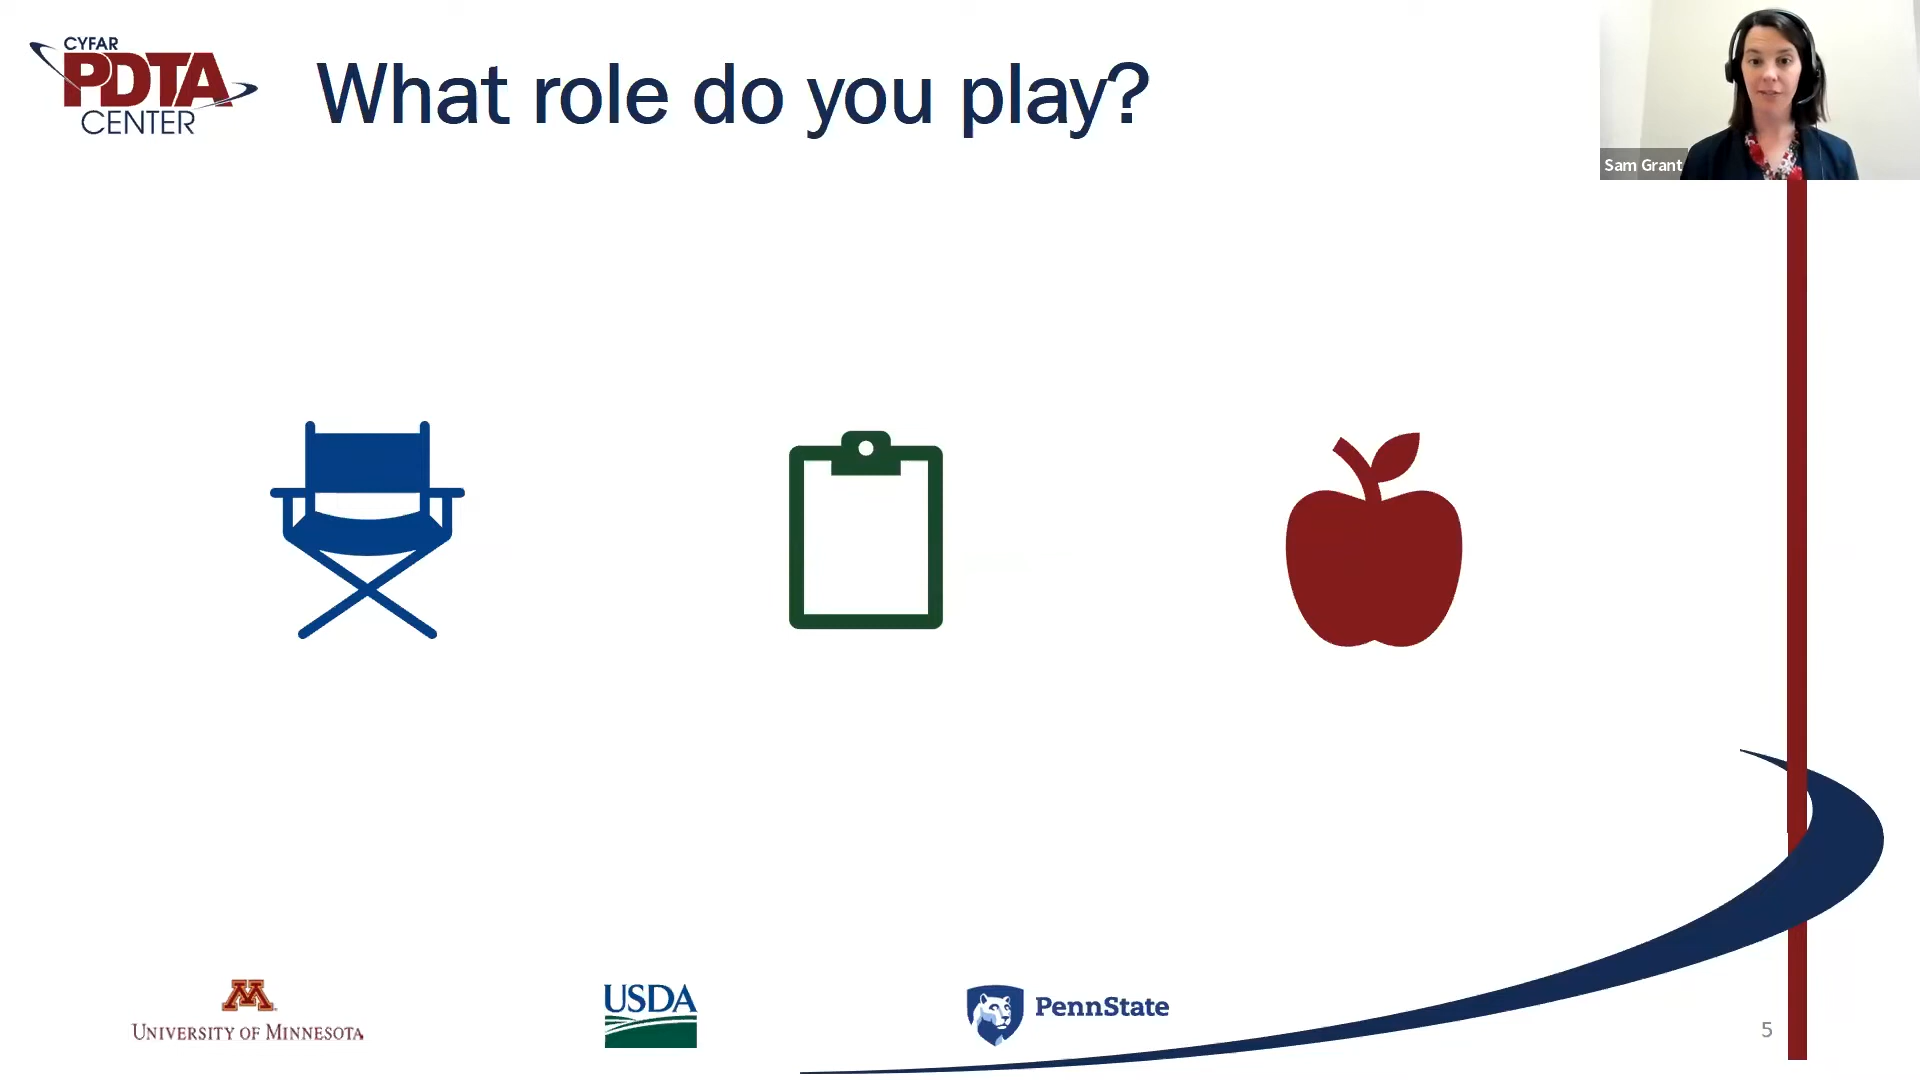 CYFAR
PDTA
CENTER
What role do you play?
Sam Grant
M
UNIVERSITY OF MINNESOTA
USDA
PennState
5